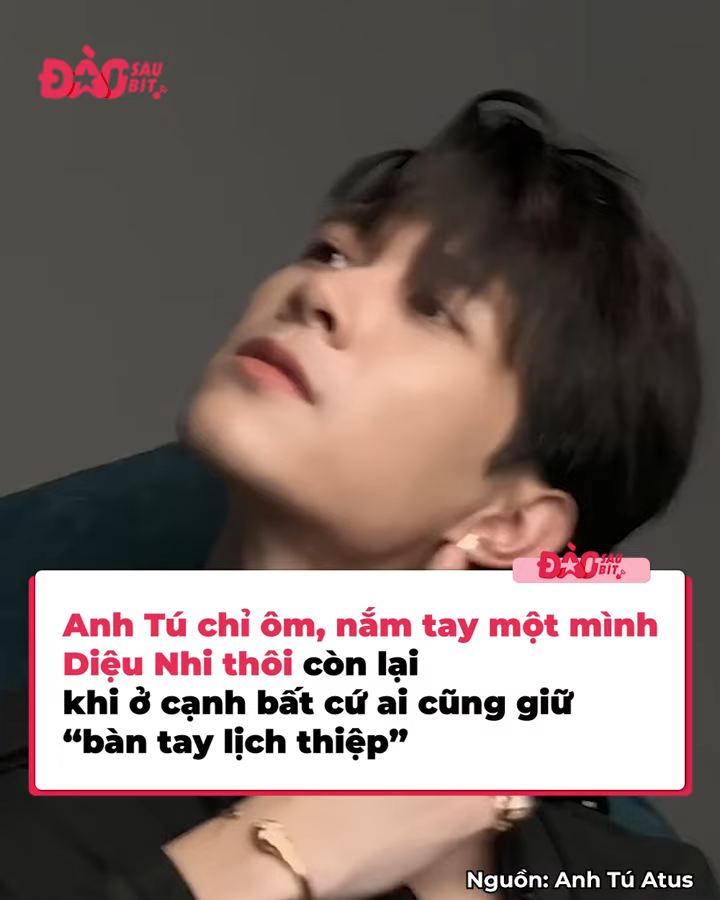 ĐÀO SAU BIT.
Anh Tú chỉ ôm, nắm tay một mình
Diệu Nhi thôi còn lại
khi ở cạnh bất cứ ai cũng giữ
“bàn tay lịch thiệp”
ĐÀO SAU BIT.
Nguồn: Anh Tú Atus